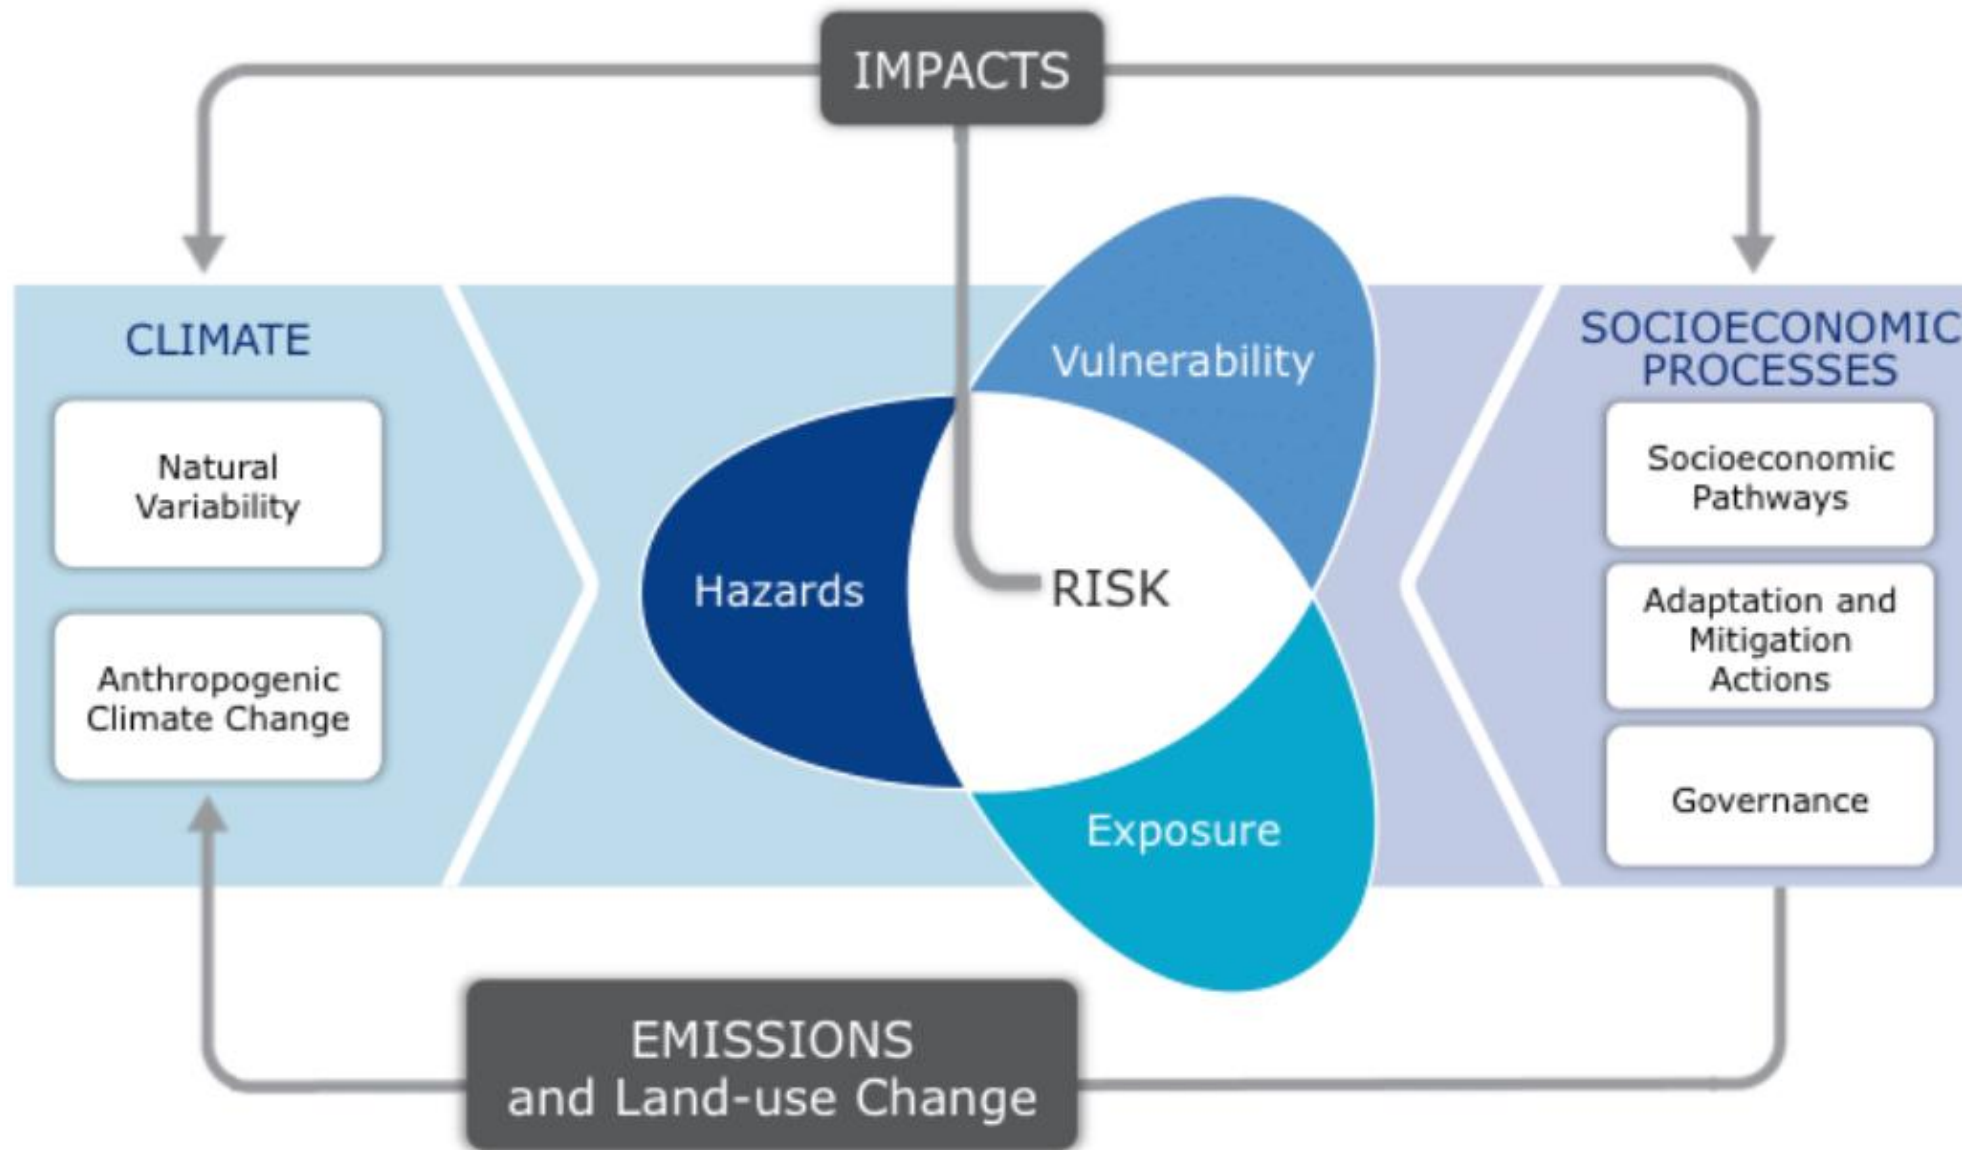 IMPACTS
CLIMATE
Natural
Variability
Anthropogenic
Climate Change
Vulnerability
Hazards
RISK
Exposure
SOCIOECONOMIC
PROCESSES
Socioeconomic
Pathways
Adaptation and
Mitigation
Actions
Governance
EMISSIONS
and Land-use Change